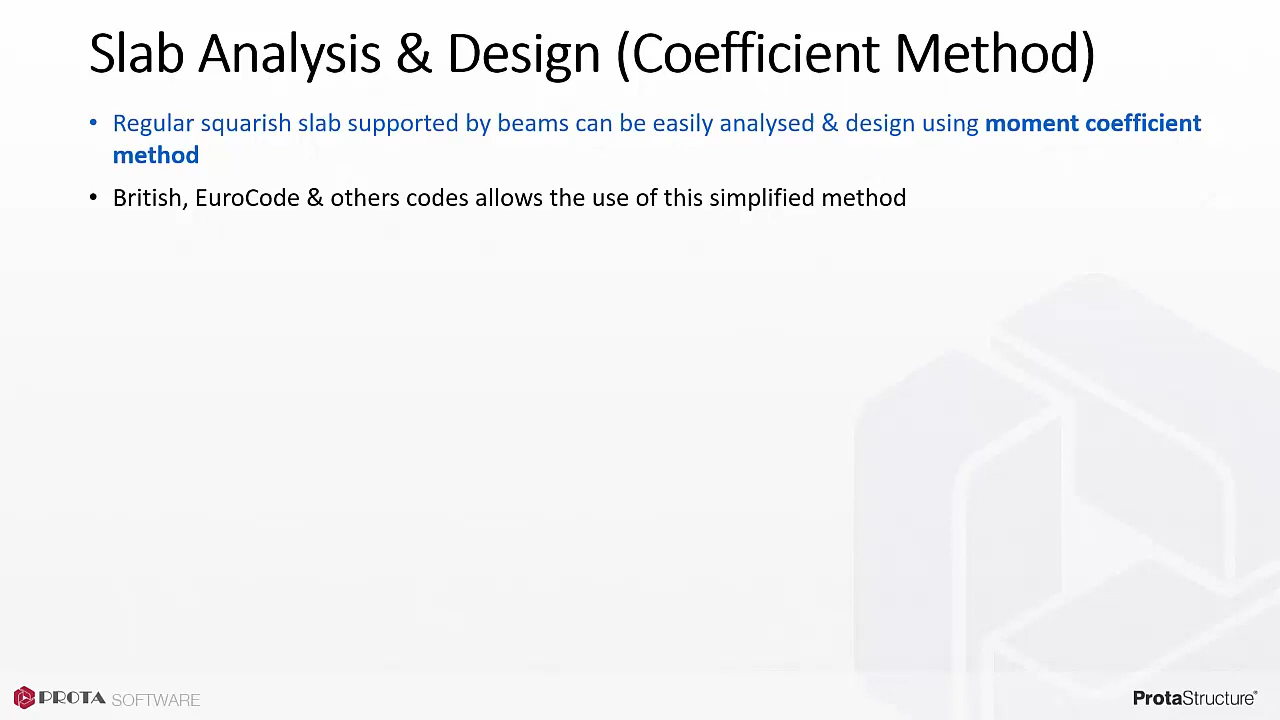 Slab Analysis & Design (Coefficient Method)
• Regular squarish slab supported by beams can be easily analysed & design using moment coefficient
method
• British, EuroCode & others codes allows the use of this simplified method
PROTA SOFTWARE
ProtaStructure®